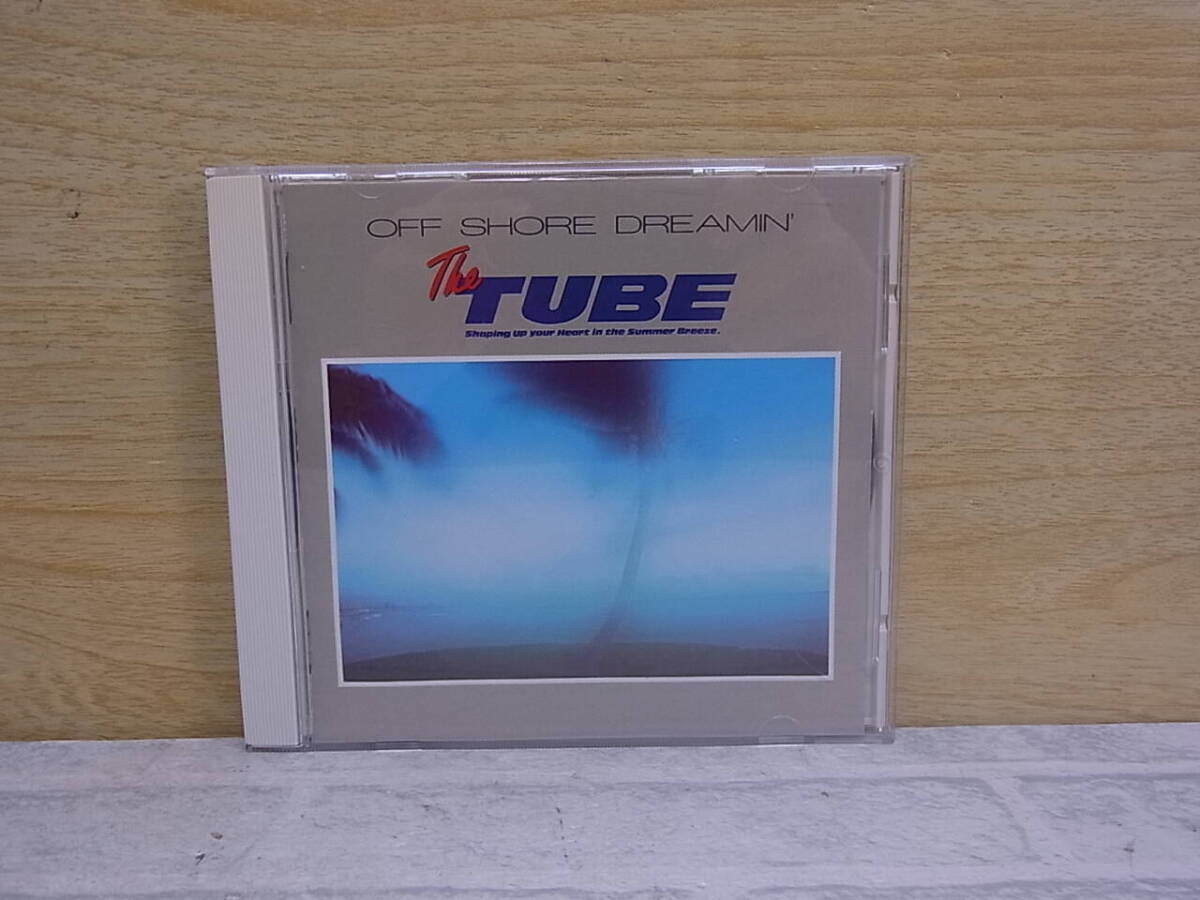 OFF SHORE DREAMIN'
The TUBE
Shaping Up your Heart in the Summer Breeze.